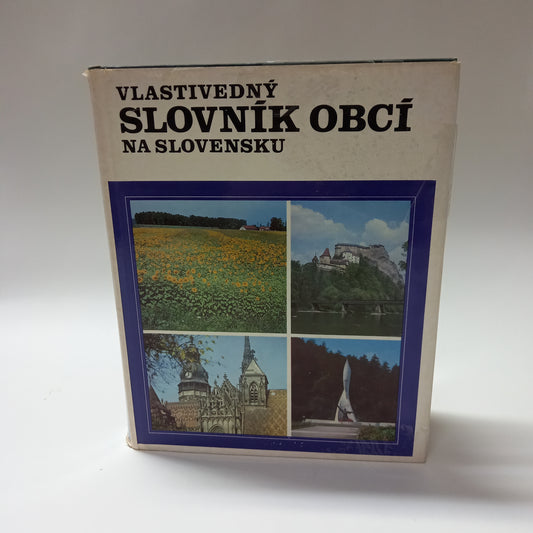 VLASTIVEDNÝ
SLOVNÍK OBCÍ
NA SLOVENSKU